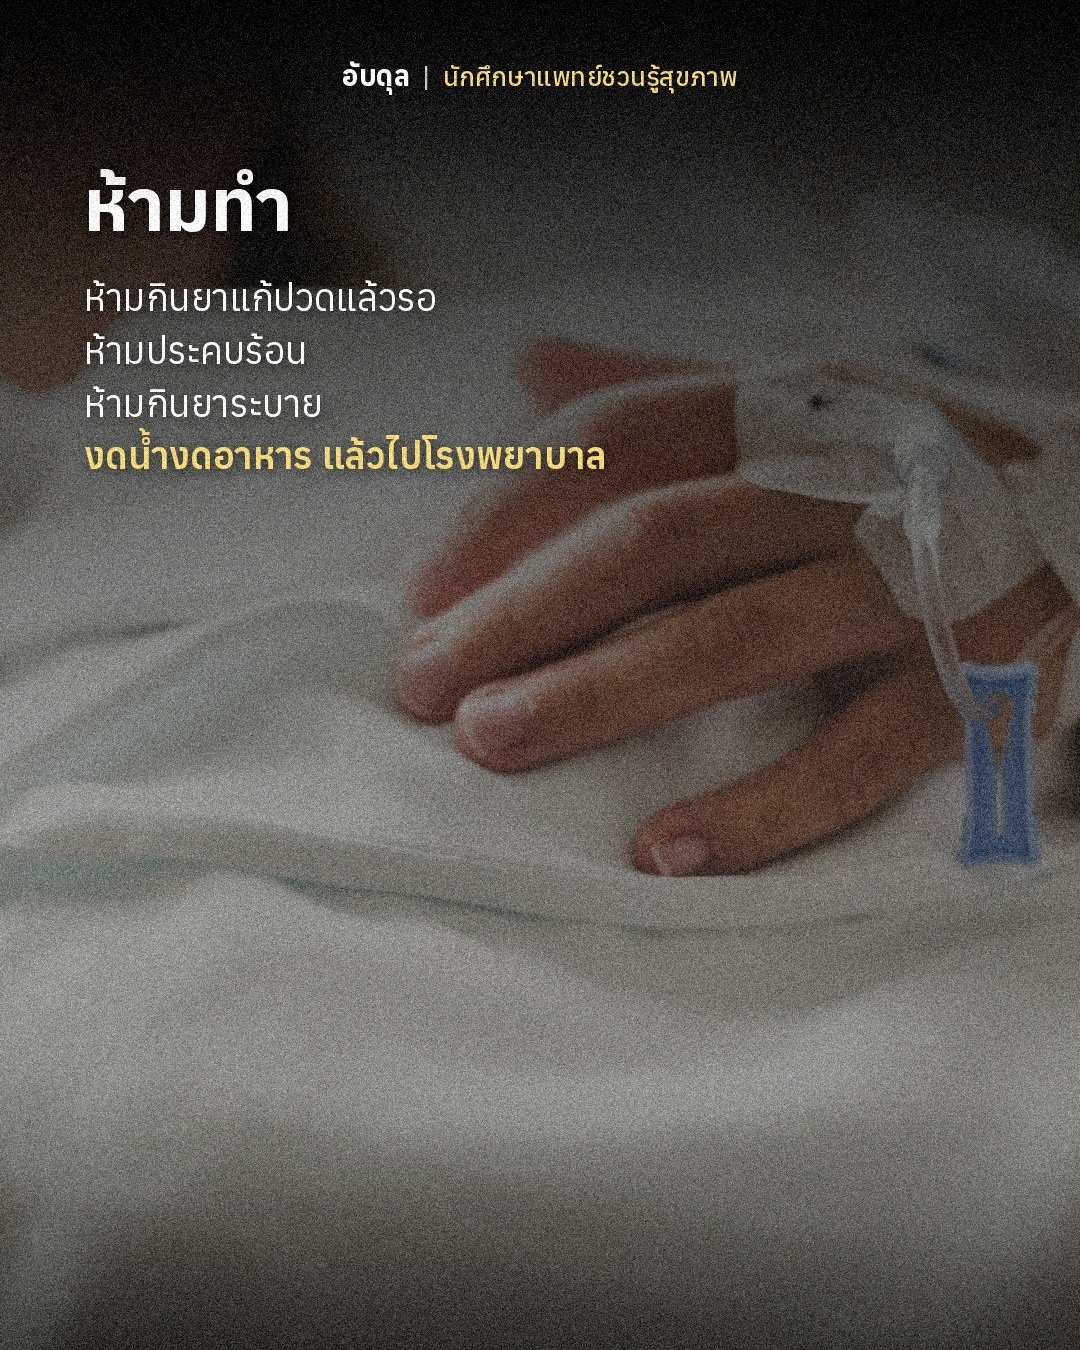 อับดุล | นักศึกษาแพทย์ชวนรู้สุขภาพ
ห้ามทำ
ห้ามกินยาแก้ปวดแล้วรอ
ห้ามประคบร้อน
ห้ามกินยาระบาย
งดน้ำงดอาหาร แล้วไปโรงพยาบาล